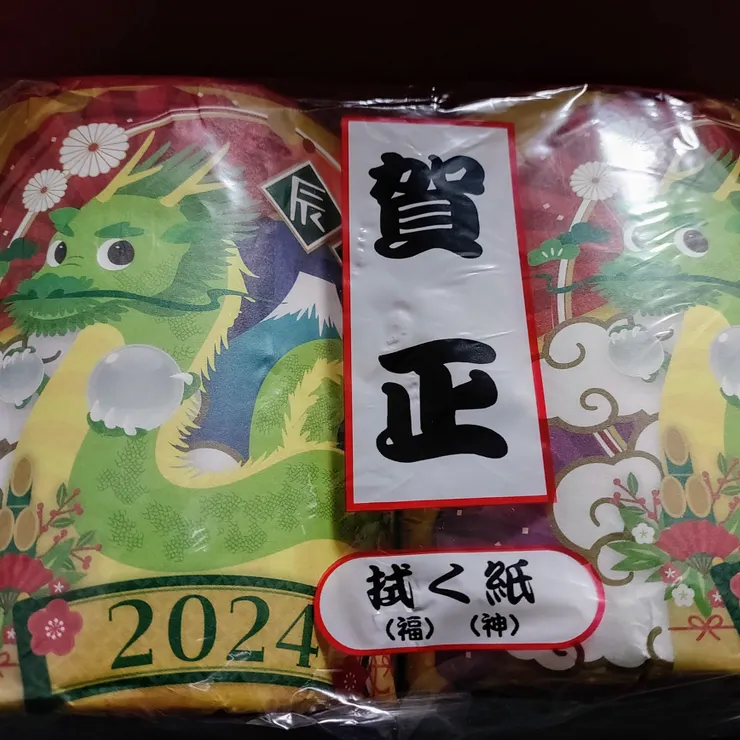 辰
賀正
拭く紙
（福）（神）
2024